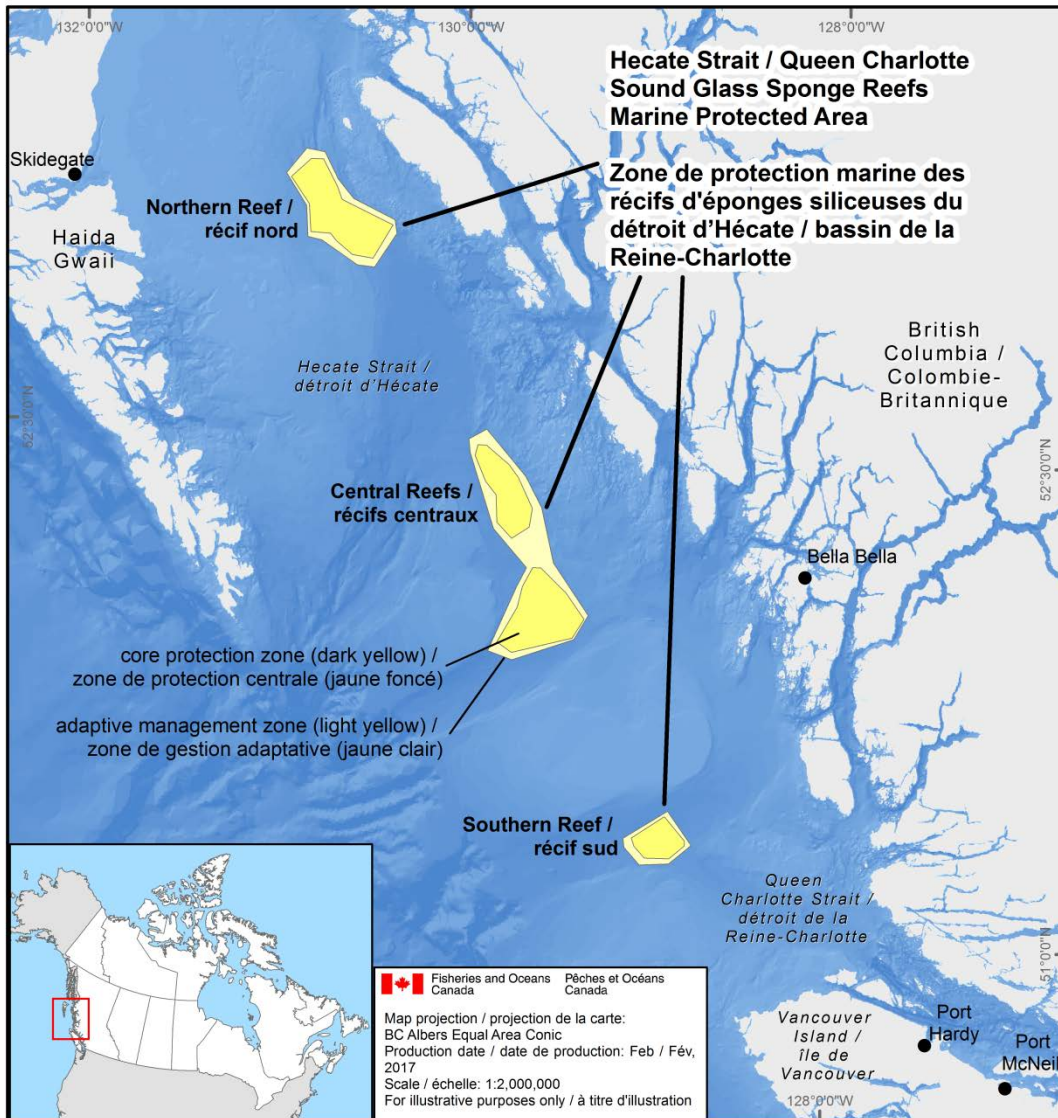 132°0'0"W
130°0'0"W
128°0'0"W
Hecate Strait / Queen Charlotte
Sound Glass Sponge Reefs
Marine Protected Area
Zone de protection marine des
récifs d'éponges siliceuses du
détroit d'Hécate / bassin de la
Reine-Charlotte
Skidegate
Northern Reef /
récif nord
Haida
Gwaii
British
Columbia /
Colombie-
Britannique
Hecate Strait /
détroit d'Hécate
52°30'0"N
52°30'0"N
Central Reefs /
récifs centraux
Bella Bella
core protection zone (dark yellow) /
zone de protection centrale (jaune foncé)
adaptive management zone (light yellow) /
zone de gestion adaptative (jaune clair)
Southern Reef /
récif sud
Queen
Charlotte Strait /
détroit de la
Reine-Charlotte
51°0'0"N
Fisheries and Oceans
Canada
Pêches et Océans
Canada
Map projection / projection de la carte:
BC Albers Equal Area Conic
Production date / date de production: Feb / Fév,
2017
Scale / échelle: 1:2,000,000
For illustrative purposes only / à titre d'illustration
Vancouver
Island /
île de
Vancouver
Port
Hardy
Port
McNeil
128°0'0"W